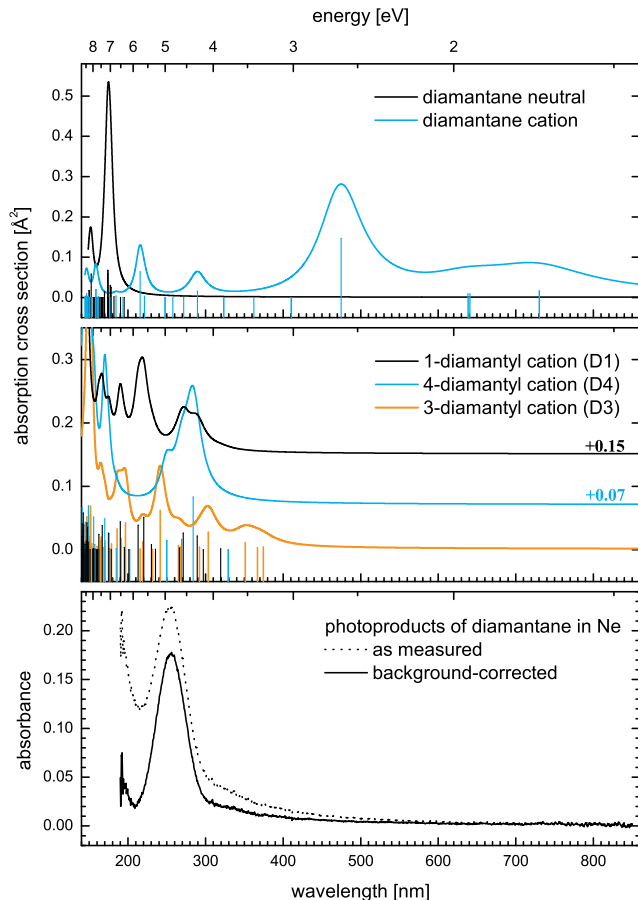 energy [eV]
8 7 6 5 4 3 2
diamantane neutral
diamantane cation
0.5
0.4
0.3
0.2
0.1
0.0
absorption cross section [Å²]
1-diamantyl cation (D1)
4-diamantyl cation (D4)
3-diamantyl cation (D3)
0.3
0.2
0.1
0.0
+0.15
+0.07
photoproducts of diamantane in Ne
as measured
background-corrected
0.20
0.15
0.10
0.05
0.00
absorbance
200 300 400 500 600 700 800
wavelength [nm]